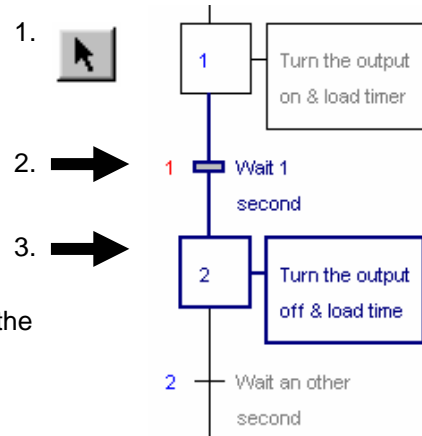 1.
1 Turn the output
on & load timer
2. 1 Wait 1
second
3.
2 Turn the output
off & load time
the
2 Wait an other
second